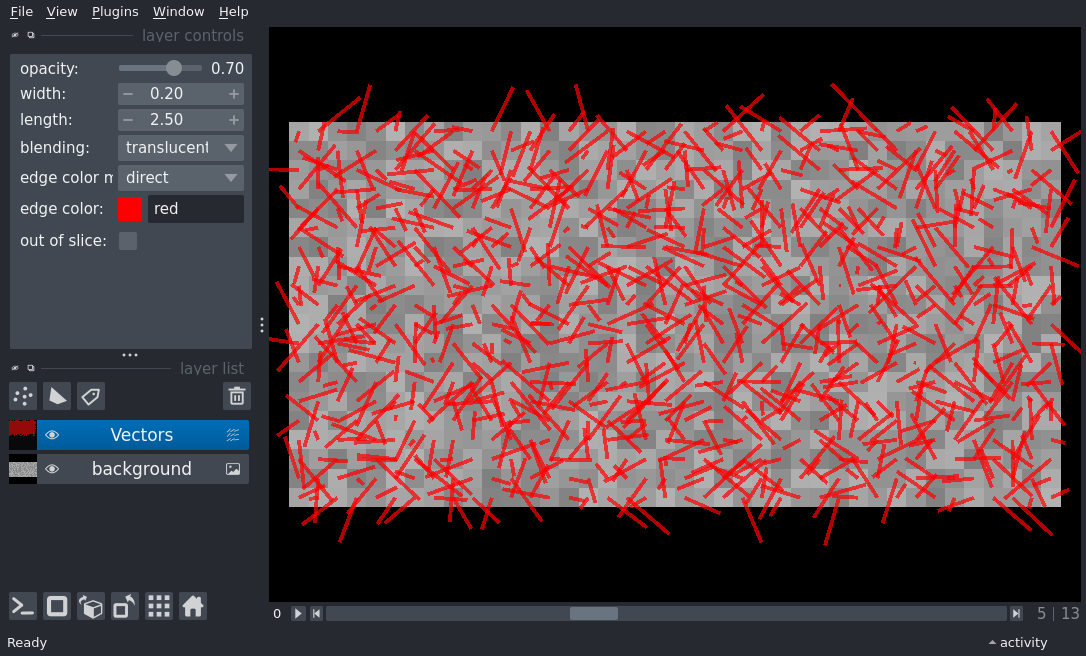 File View Plugins Window Help
layer controls
opacity: 0.70
width: 0.20
length: 2.50
blending: translucent
edge color m direct
edge color: red
out of slice:
layer list
Vectors
background
0 5 | 13
Ready activity